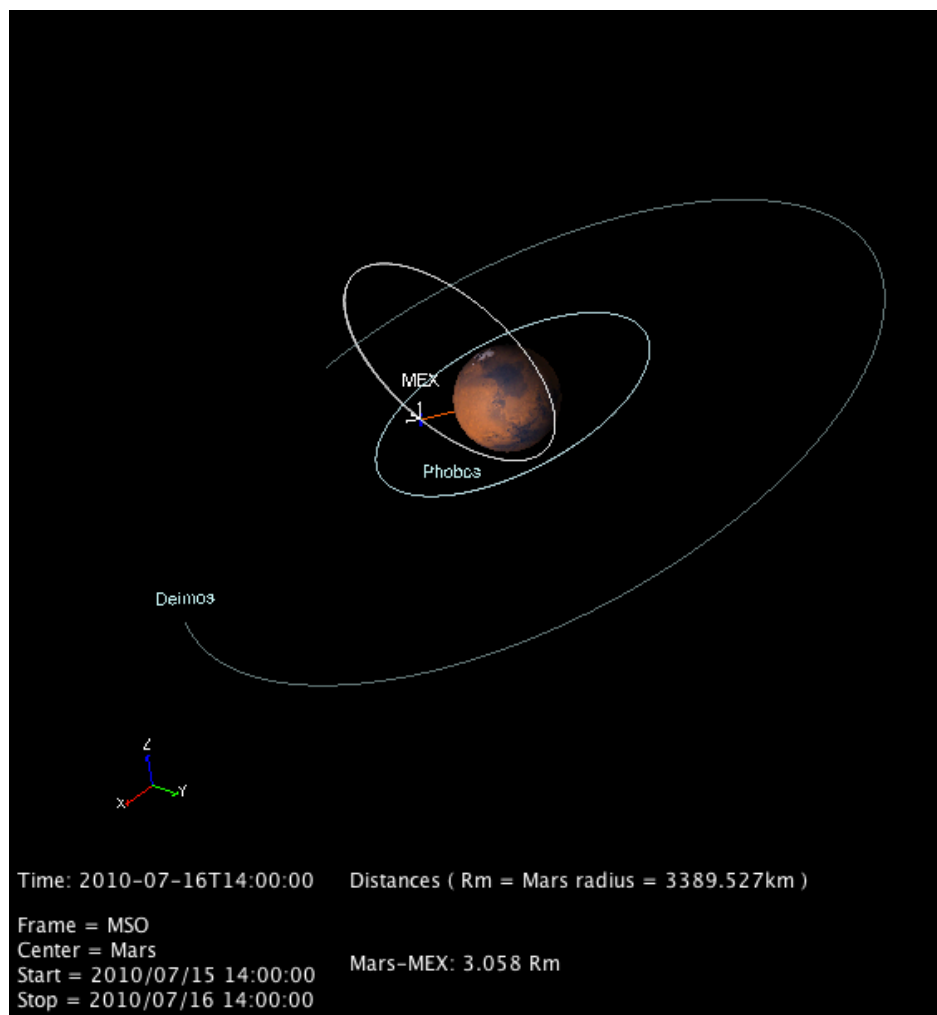 MEX
Phobos
Deimos
Z
X
Y
Time: 2010-07-16T14:00:00
Distances ( Rm = Mars radius = 3389.527km )
Frame = MSO
Center = Mars
Start = 2010/07/15 14:00:00
Stop = 2010/07/16 14:00:00
Mars-MEX: 3.058 Rm